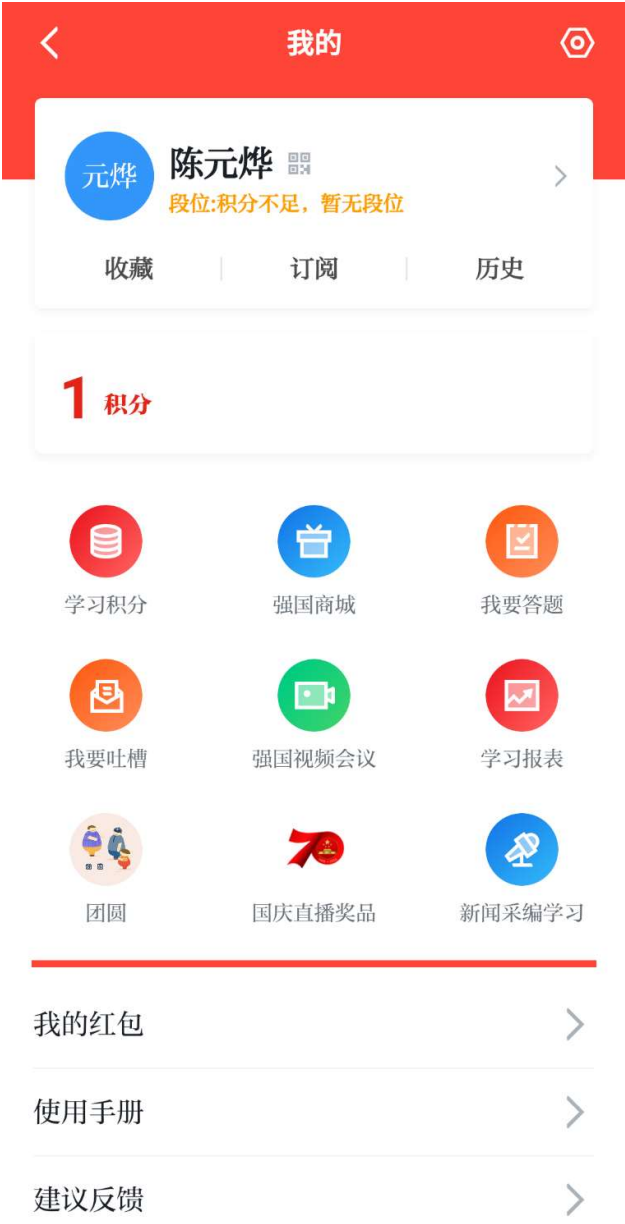 我的
元烨
陈元烨
段位:积分不足，暂无段位
收藏 订阅 历史
1 积分
学习积分 强国商城 我要答题
我要吐槽 强国视频会议 学习报表
70
团圆 国庆直播奖品 新闻采编学习
我的红包
使用手册
建议反馈